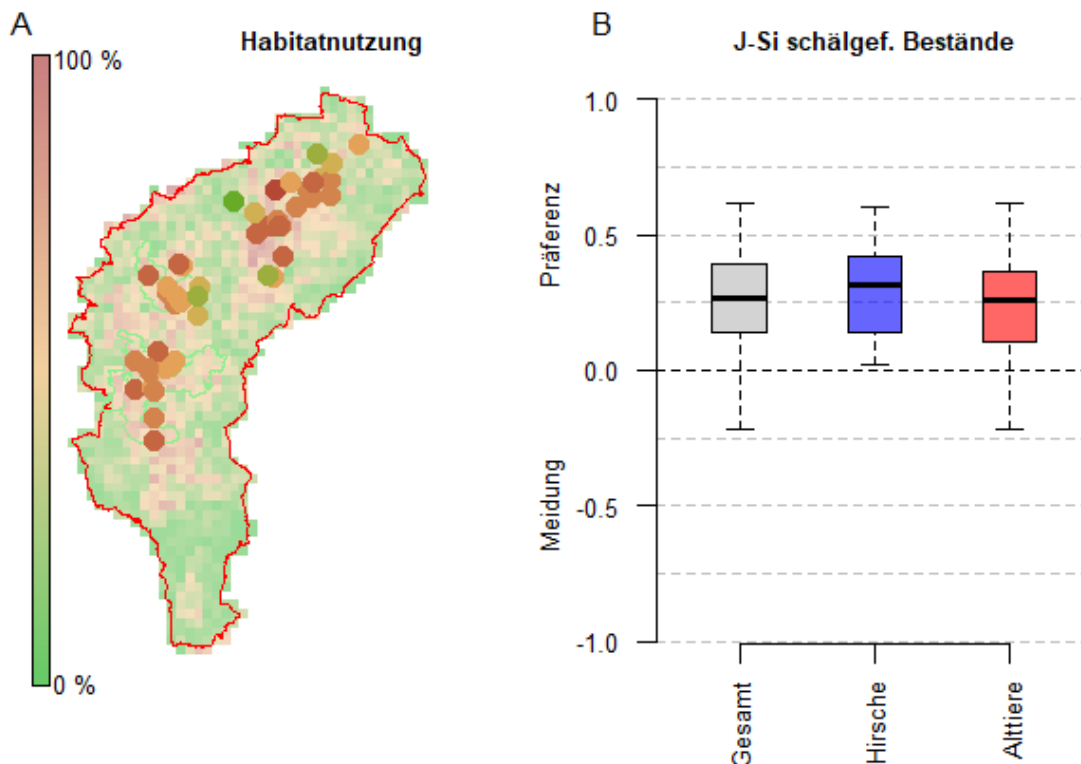 A
Habitatnutzung
100 %
0 %
B
J-Si schälgef. Bestände
1.0
0.5
0.0
-0.5
-1.0
Präferenz
Meidung
Gesamt
Hirsche
Alttiere